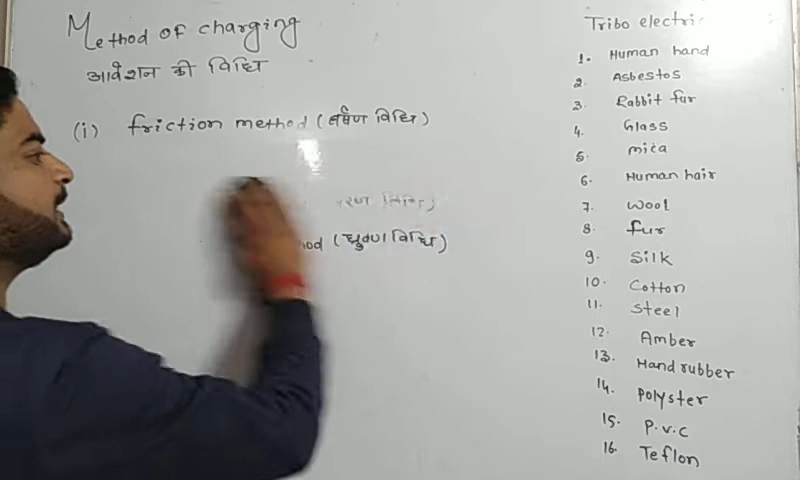 Method of charging
आवेशन की विधि
(i) friction method (घर्षण विधि)
विधि)
(ध्रुवण विधि)
Tribo electric
1. Human hand
2. Asbestos
3. Rabbit fur
4. Glass
5. mica
6. Human hair
7. Wool
8. fur
9. Silk
10. Cotton
11. Steel
12. Amber
13. Hand rubber
14. Polyster
15. P.V.C
16. Teflon